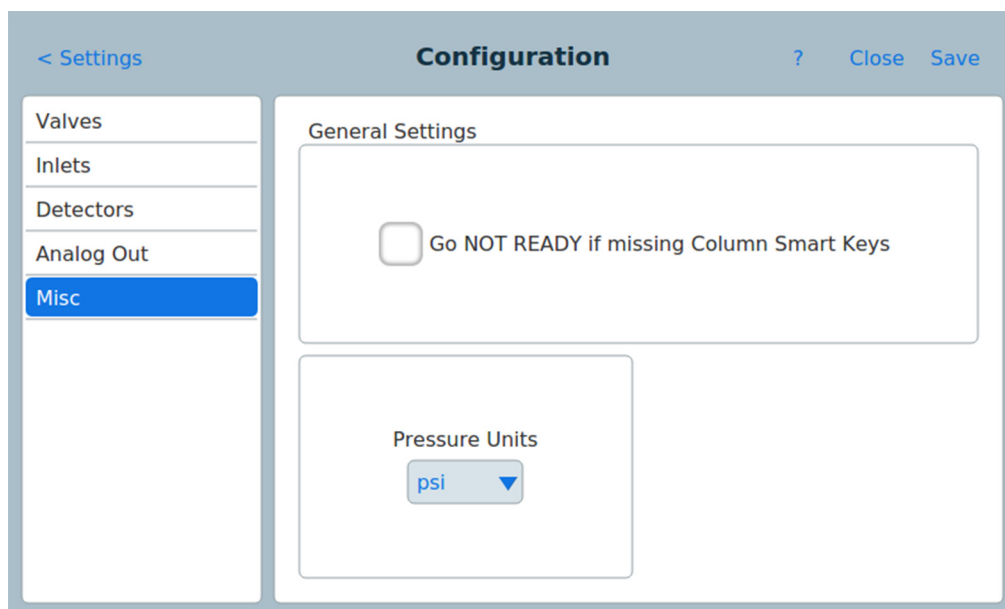 < Settings
Configuration
?
Close
Save
Valves
Inlets
Detectors
Analog Out
Misc
General Settings
Go NOT READY if missing Column Smart Keys
Pressure Units
psi